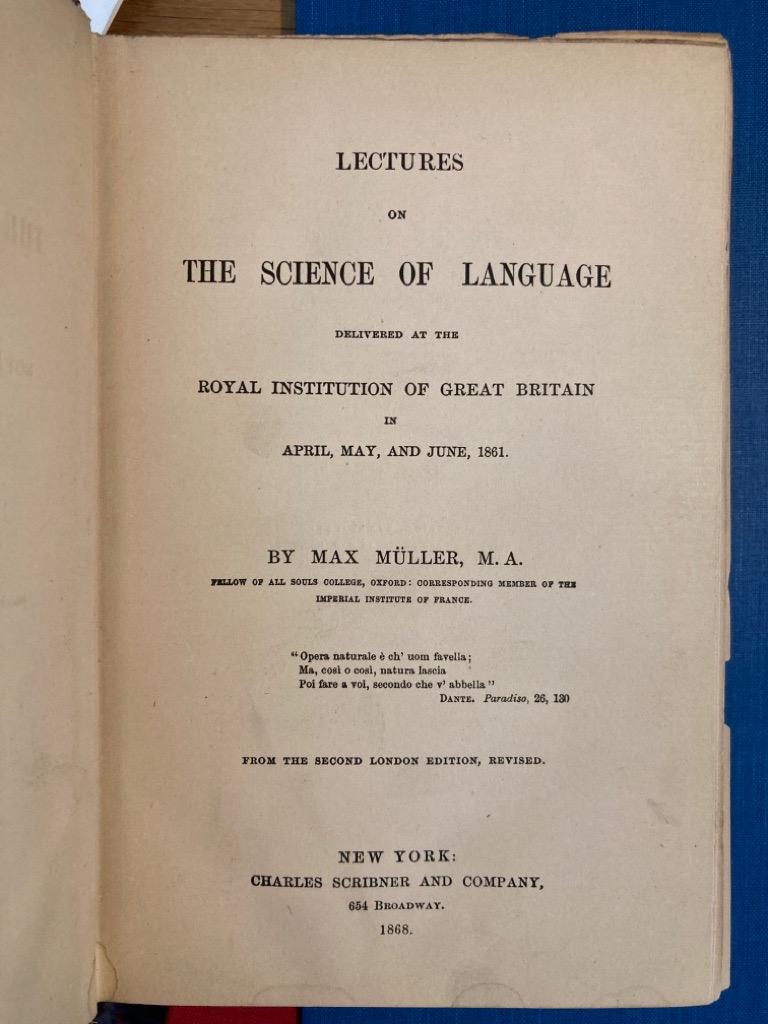 LECTURES
ON
THE SCIENCE OF LANGUAGE
DELIVERED AT THE
ROYAL INSTITUTION OF GREAT BRITAIN
IN
APRIL, MAY, AND JUNE, 1861.
BY MAX MÜLLER, M. A.
FELLOW OF ALL SOULS COLLEGE, OXFORD: CORRESPONDING MEMBER OF THE
IMPERIAL INSTITUTE OF FRANCE.
“Opera naturale è ch' uom favella;
Ma, così o così, natura lascia
Poi fare a voi, secondo che v' abbella”
DANTE. Paradiso, 26, 130
FROM THE SECOND LONDON EDITION, REVISED.
NEW YORK:
CHARLES SCRIBNER AND COMPANY,
654 BROADWAY.
1868.